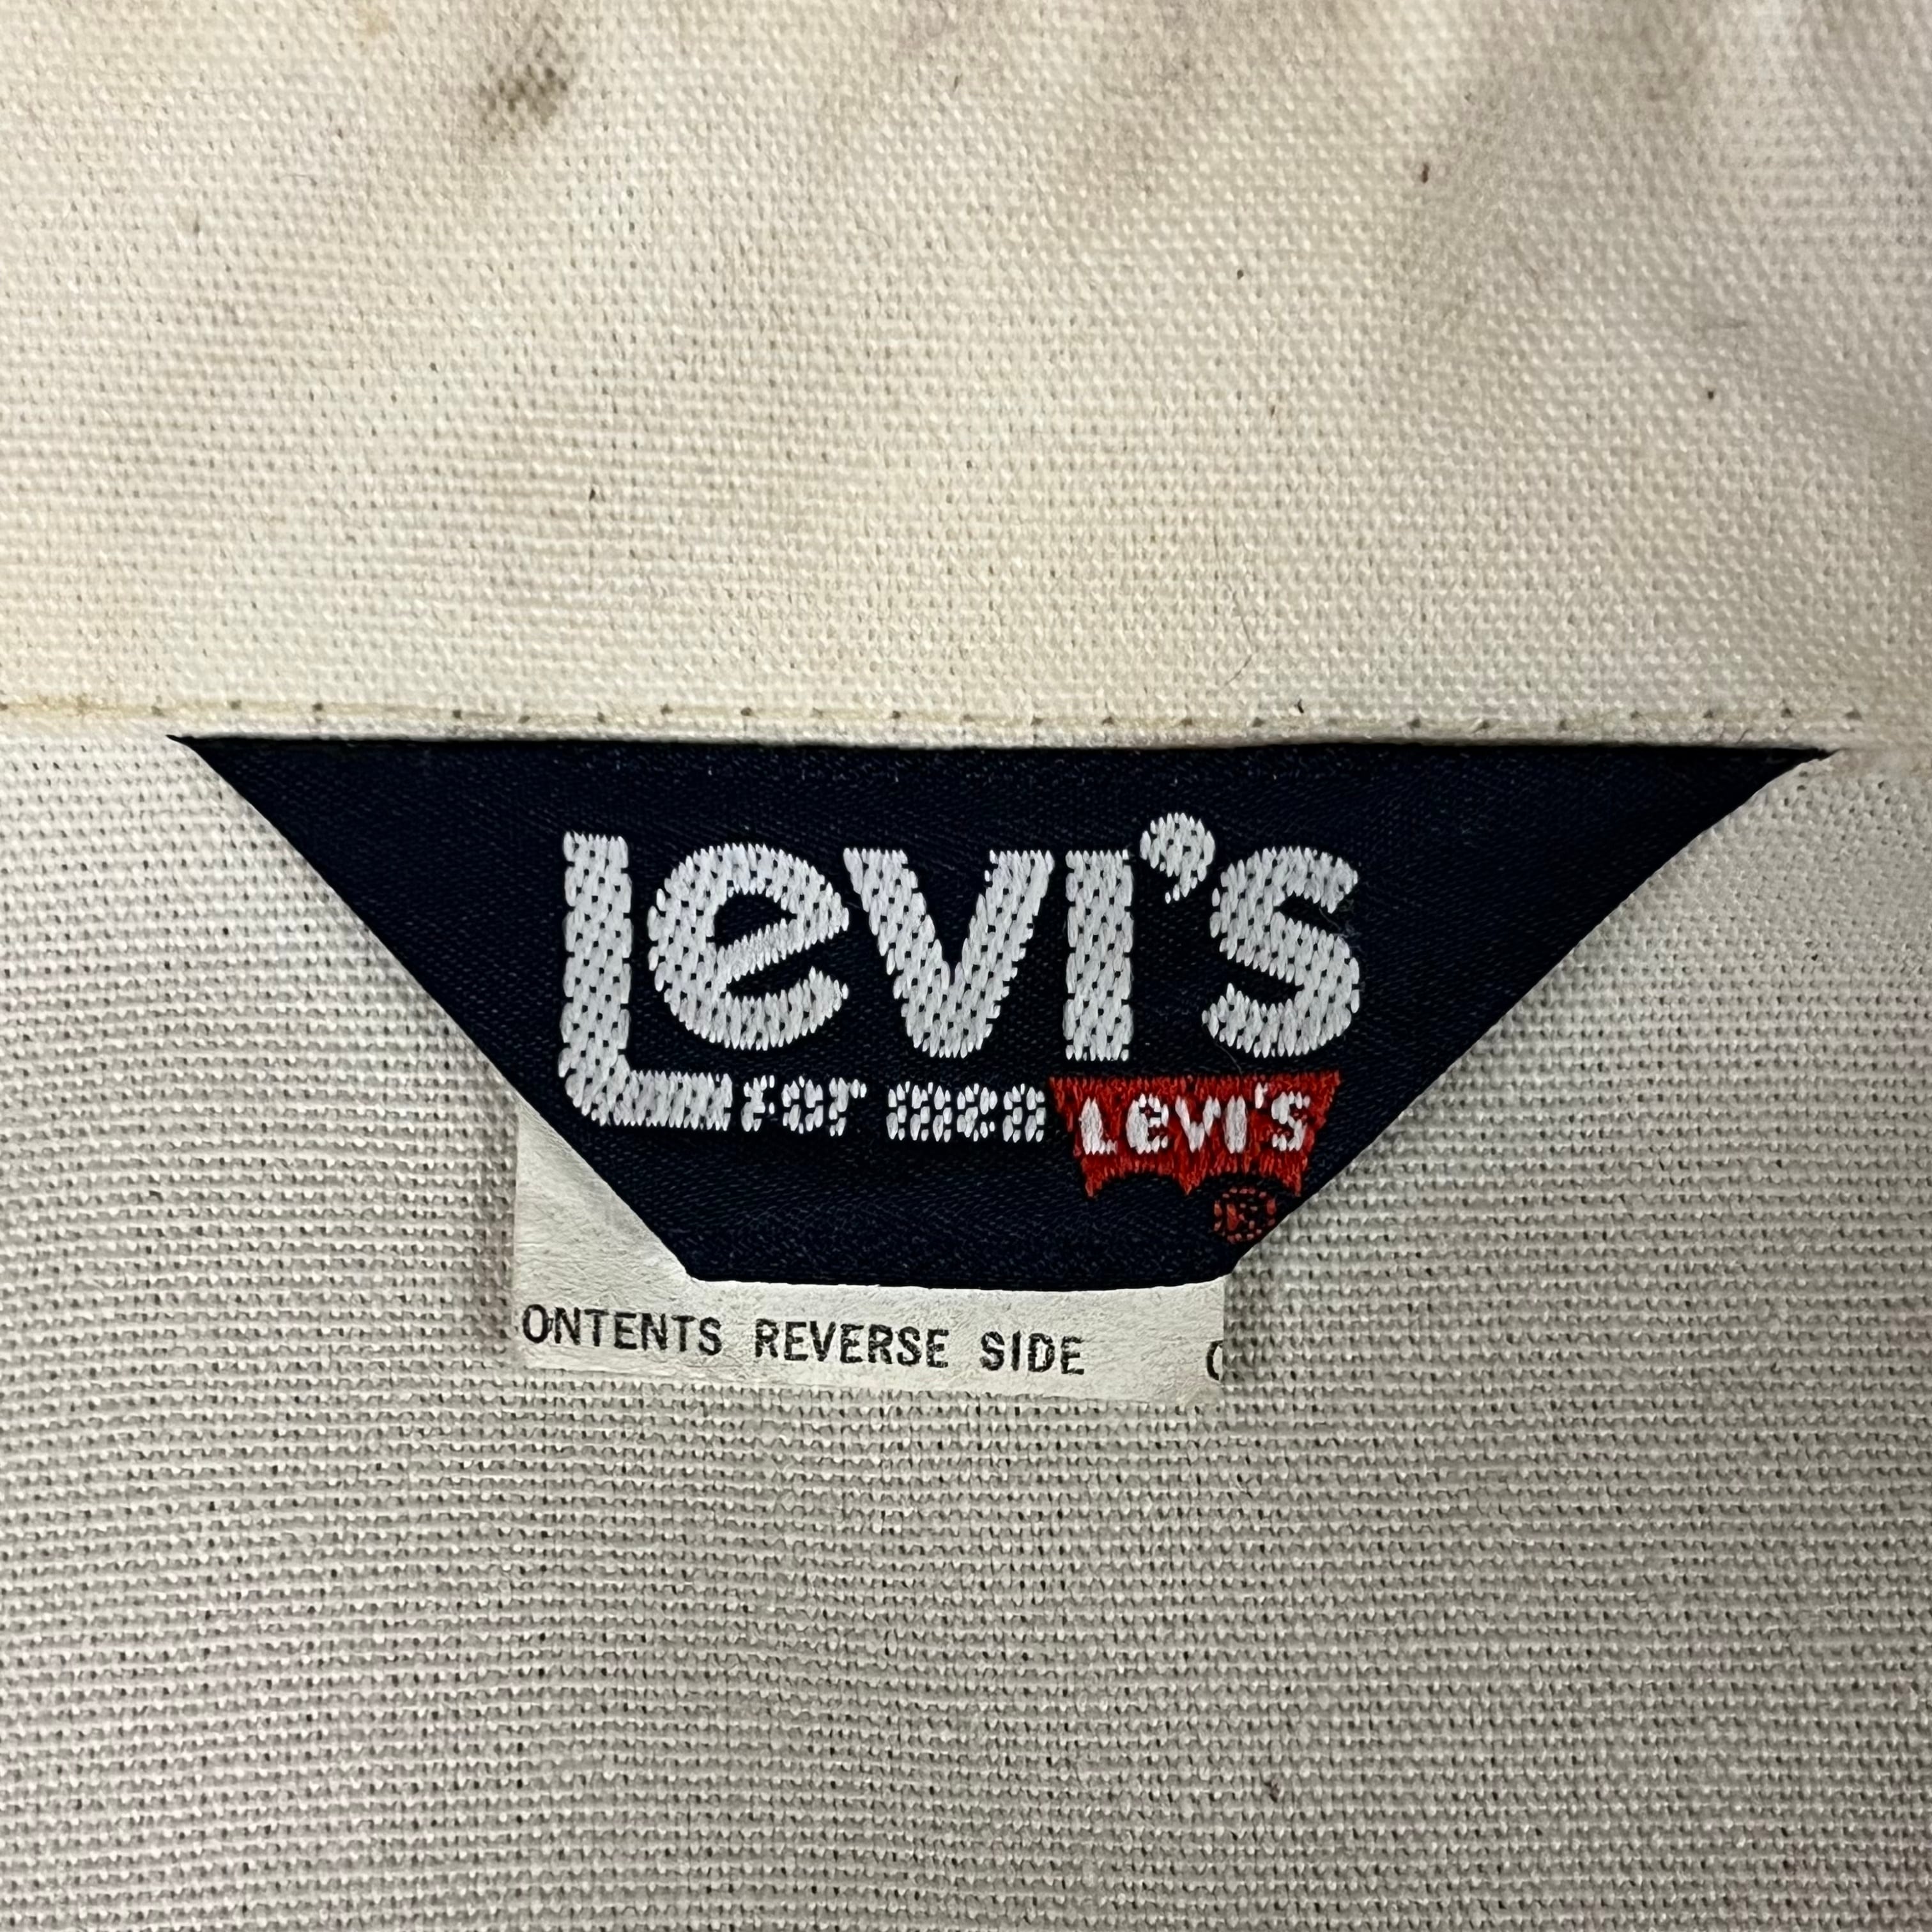 Levi's
for men LEVI'S
®
ONTENTS REVERSE SIDE C